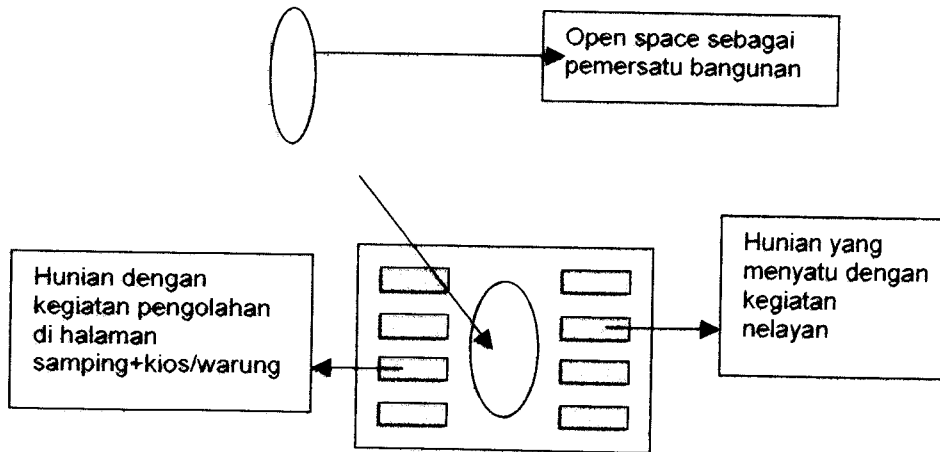 Open space sebagai
pemersatu bangunan
Hunian dengan
kegiatan pengolahan
di halaman
samping+kios/warung
Hunian yang
menyatu dengan
kegiatan
nelayan